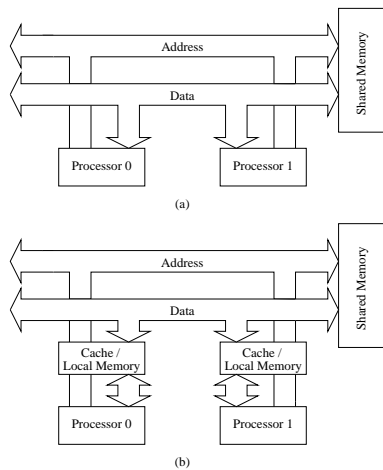 Address
Shared Memory
Data
Processor 0
Processor 1
(a)
Address
Shared Memory
Data
Cache /
Local Memory
Cache /
Local Memory
Processor 0
Processor 1
(b)